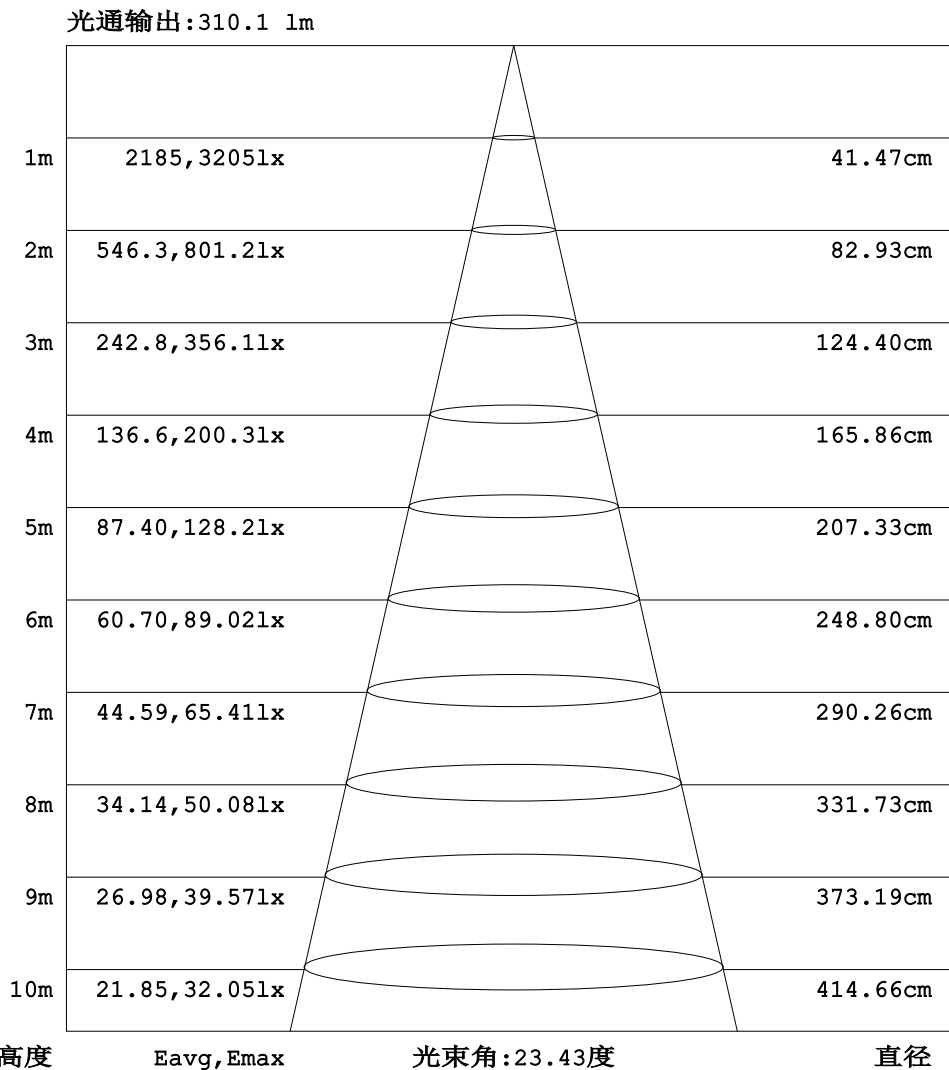 光通输出:310.1 lm
1m 2185,3205lx 41.47cm
2m 546.3,801.2lx 82.93cm
3m 242.8,356.1lx 124.40cm
4m 136.6,200.3lx 165.86cm
5m 87.40,128.2lx 207.33cm
6m 60.70,89.02lx 248.80cm
7m 44.59,65.41lx 290.26cm
8m 34.14,50.08lx 331.73cm
9m 26.98,39.57lx 373.19cm
10m 21.85,32.05lx 414.66cm
高度 Eavg,Emax 光束角:23.43度 直径